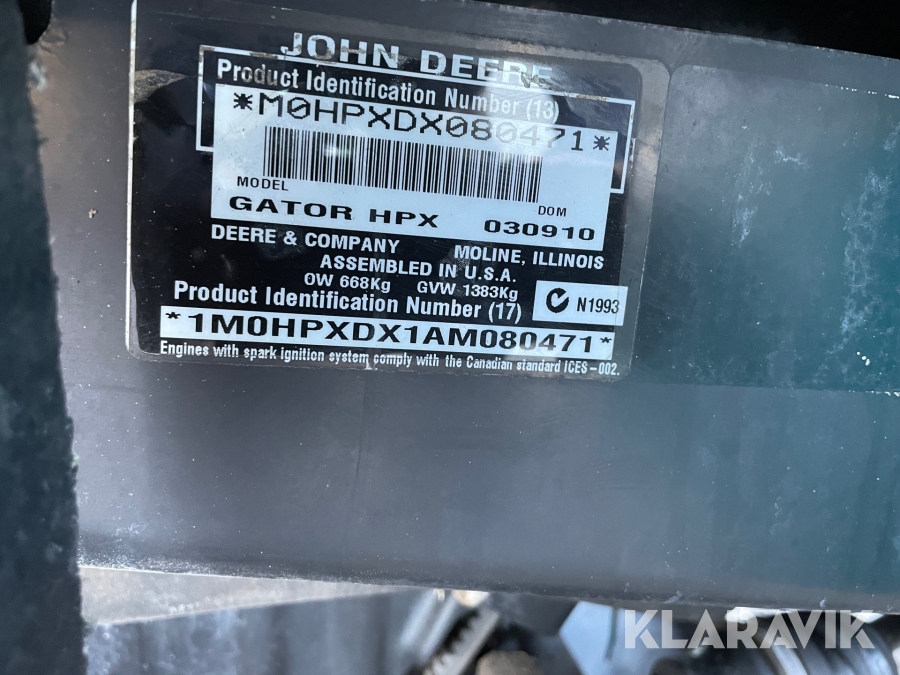 JOHN DEERE
Product Identification Number (13)
*M0HPXDX080471*
MODEL
DOM
GATOR HPX
030910
DEERE & COMPANY
MOLINE, ILLINOIS
ASSEMBLED IN U.S.A.
OW 668Kg GVW 1383Kg
Product Identification Number (17)
N1993
*1M0HPXDX1AM080471*
Engines with spark ignition system comply with the Canadian standard ICES-002.
KLARAVIK